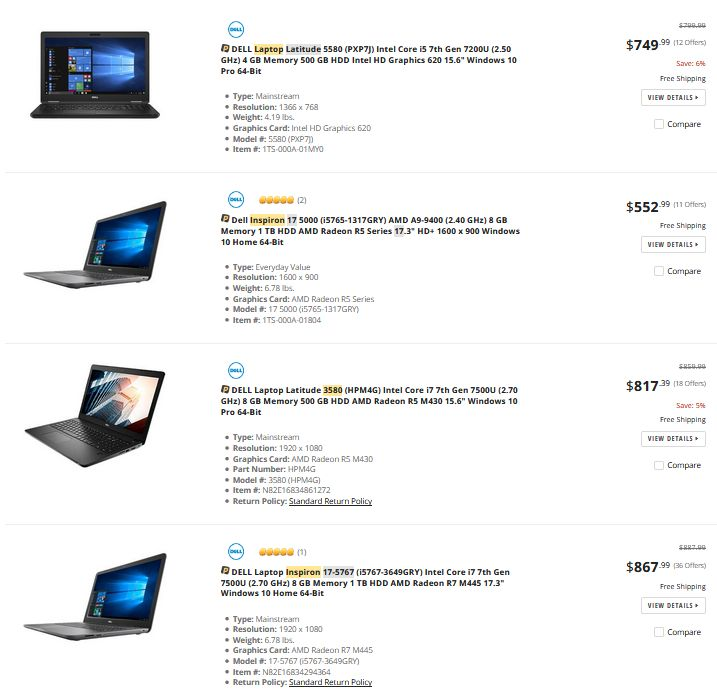 DELL
DELL Laptop Latitude 5580 (PXP7J) Intel Core i5 7th Gen 7200U (2.50
GHz) 4 GB Memory 500 GB HDD Intel HD Graphics 620 15.6" Windows 10
Pro 64-Bit
Type: Mainstream
Resolution: 1366 x 768
Weight: 4.19 lbs.
Graphics Card: Intel HD Graphics 620
Model #: 5580 (PXP7J)
Item #: 1TS-000A-01MY0
$799.99
$749.99 (12 Offers)
Save: 6%
Free Shipping
VIEW DETAILS
Compare
DELL
(2)
Dell Inspiron 17 5000 (i5765-1317GRY) AMD A9-9400 (2.40 GHz) 8 GB
Memory 1 TB HDD AMD Radeon R5 Series 17.3" HD+ 1600 x 900 Windows
10 Home 64-Bit
Type: Everyday Value
Resolution: 1600 x 900
Weight: 6.78 lbs.
Graphics Card: AMD Radeon R5 Series
Model #: 17 5000 (i5765-1317GRY)
Item #: 1TS-000A-01804
$552.99 (11 Offers)
Free Shipping
VIEW DETAILS
Compare
DELL
DELL Laptop Latitude 3580 (HPM4G) Intel Core i7 7th Gen 7500U (2.70
GHz) 8 GB Memory 500 GB HDD AMD Radeon R5 M430 15.6" Windows 10
Pro 64-Bit
Type: Mainstream
Resolution: 1920 x 1080
Graphics Card: AMD Radeon R5 M430
Part Number: HPM4G
Model #: 3580 (HPM4G)
Item #: N82E16834861272
Return Policy: Standard Return Policy
$859.99
$817.39 (18 Offers)
Save: 5%
Free Shipping
VIEW DETAILS
Compare
DELL
(1)
DELL Laptop Inspiron 17-5767 (i5767-3649GRY) Intel Core i7 7th Gen
7500U (2.70 GHz) 8 GB Memory 1 TB HDD AMD Radeon R7 M445 17.3"
Windows 10 Home 64-Bit
Type: Mainstream
Resolution: 1920 x 1080
Weight: 6.78 lbs.
Graphics Card: AMD Radeon R7 M445
Model #: 17-5767 (i5767-3649GRY)
Item #: N82E16834294364
Return Policy: Standard Return Policy
$887.99
$867.99 (36 Offers)
Free Shipping
VIEW DETAILS
Compare